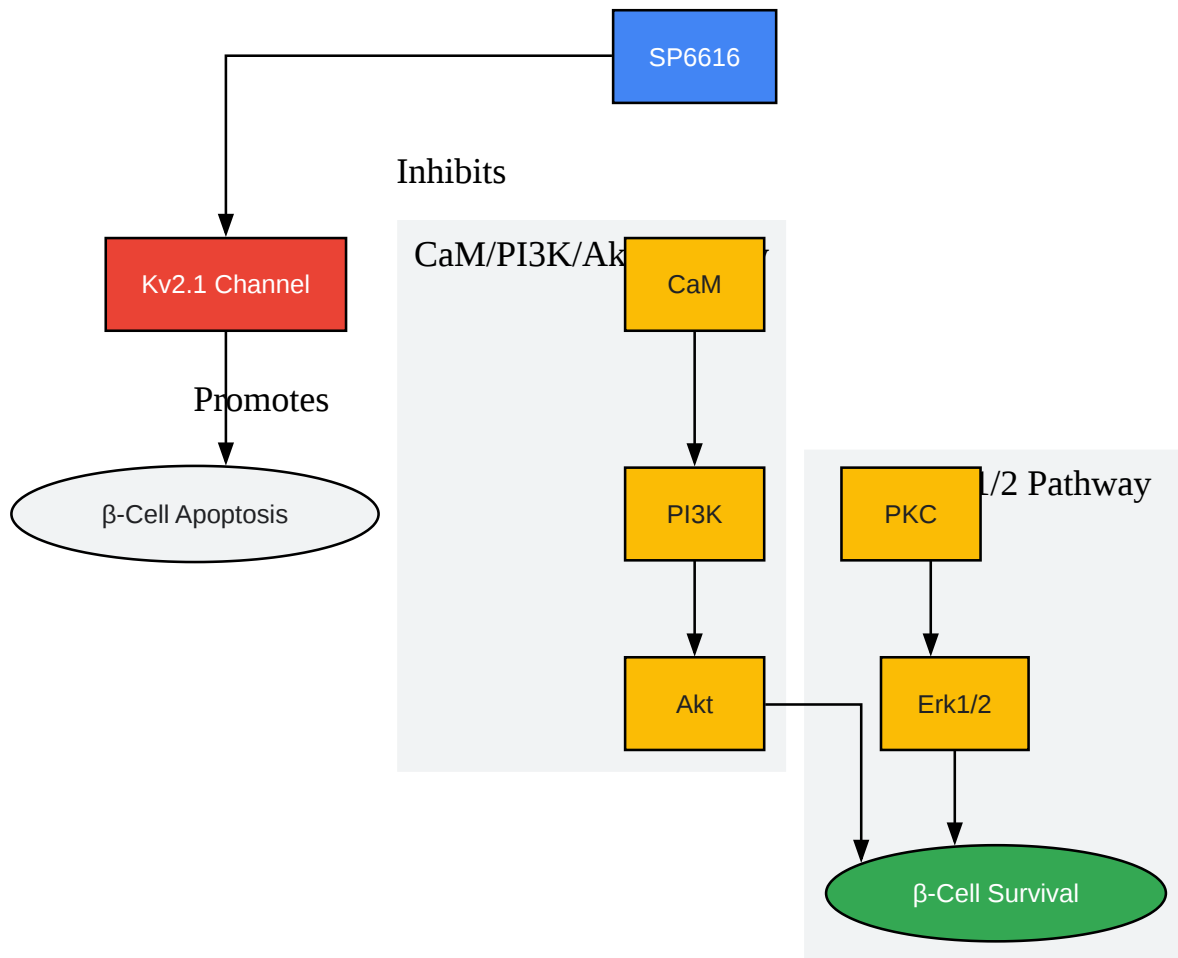 SP6616
Inhibits
CaM/PI3K/Ak
CaM
Kv2.1 Channel
Promotes
PI3K
PKC
1/2 Pathway
β-Cell Apoptosis
Akt
Erk1/2
β-Cell Survival